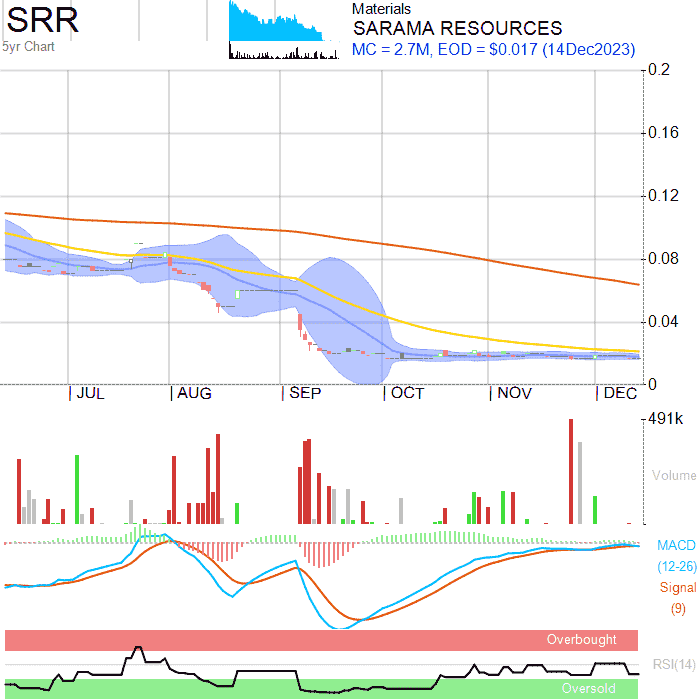 SRR
5yr Chart
Materials
SARAMA RESOURCES
MC = 2.7M, EOD = $0.017 (14Dec2023)
0.2
0.16
0.12
0.08
0.04
0
JUL AUG SEP OCT NOV DEC
491k
Volume
MACD
(12-26)
Signal
(9)
Overbought
RSI(14)
Oversold